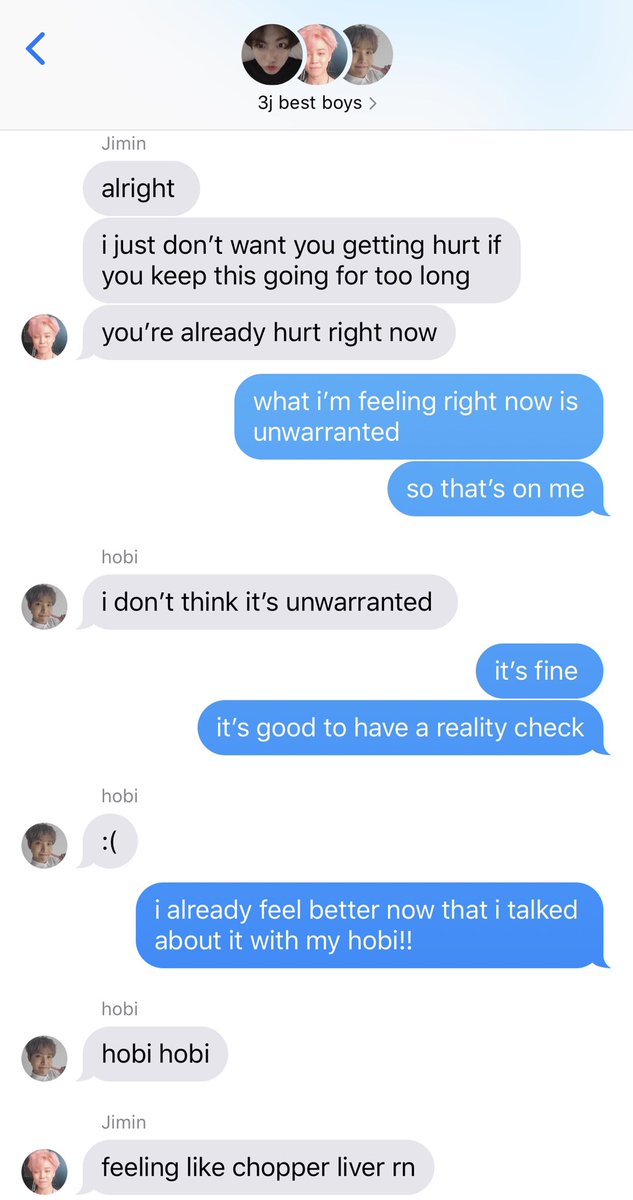 3j best boys
Jimin
alright
i just don’t want you getting hurt if
you keep this going for too long
you’re already hurt right now
what i’m feeling right now is
unwarranted
so that’s on me
hobi
i don’t think it’s unwarranted
it’s fine
it’s good to have a reality check
hobi
:(
i already feel better now that i talked
about it with my hobi!!
hobi
hobi hobi
Jimin
feeling like chopper liver rn